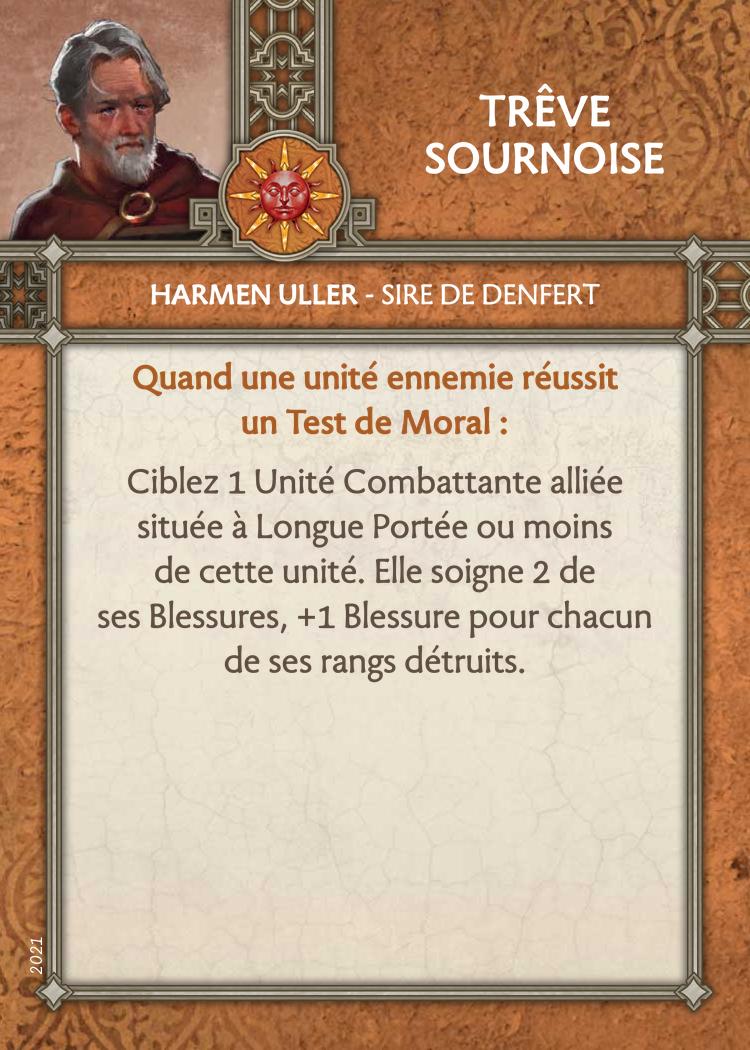 TRÊVE
SOURNOISE
HARMEN ULLER - SIRE DE DENFERT
Quand une unité ennemie réussit
un Test de Moral :
Ciblez 1 Unité Combattante alliée
située à Longue Portée ou moins
de cette unité. Elle soigne 2 de
ses Blessures, +1 Blessure pour chacun
de ses rangs détruits.
2021